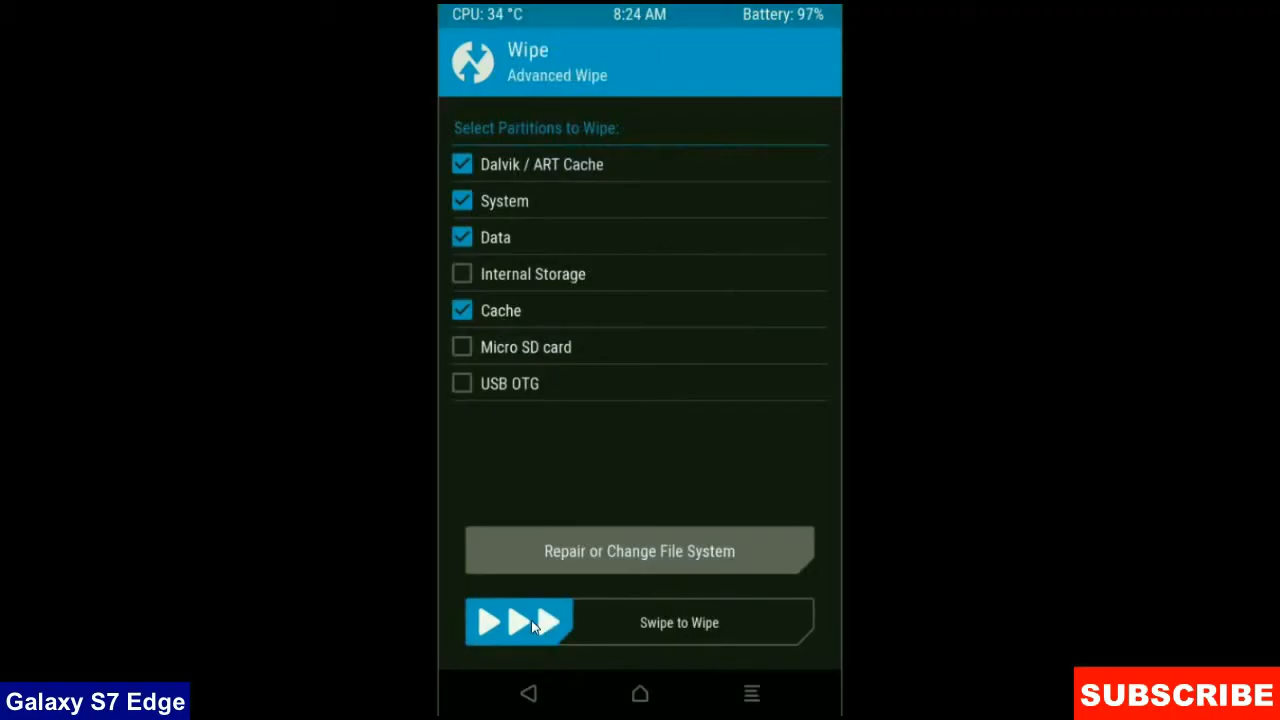 CPU: 34 °C 8:24 AM Battery: 97%
Wipe
Advanced Wipe
Select Partitions to Wipe:
Dalvik / ART Cache
System
Data
Internal Storage
Cache
Micro SD card
USB OTG
Repair or Change File System
Swipe to Wipe
Galaxy S7 Edge
SUBSCRIBE